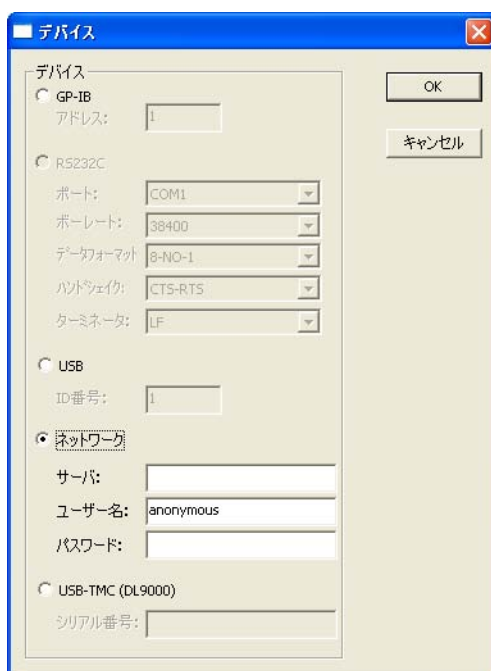 デバイス
デバイス
GP-IB
アドレス: 1
OK
キャンセル
RS232C
ポート: COM1
ボーレート: 38400
データフォーマット 8-NO-1
ハンドシェイク: CTS-RTS
ターミネータ: LF
USB
ID番号: 1
ネットワーク
サーバ:
ユーザー名: anonymous
パスワード:
USB-TMC (DL9000)
シリアル番号: